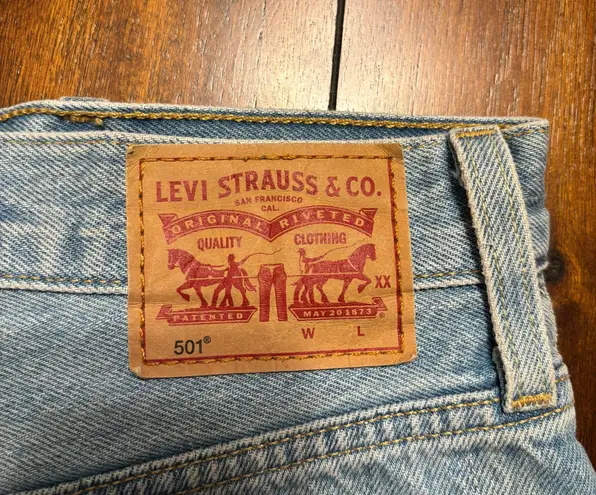 LEVI STRAUSS & CO.
SAN FRANCISCO
CAL.
ORIGINAL RIVETED
QUALITY CLOTHING
XX
PATENTED MAY 20 1873
501® W L